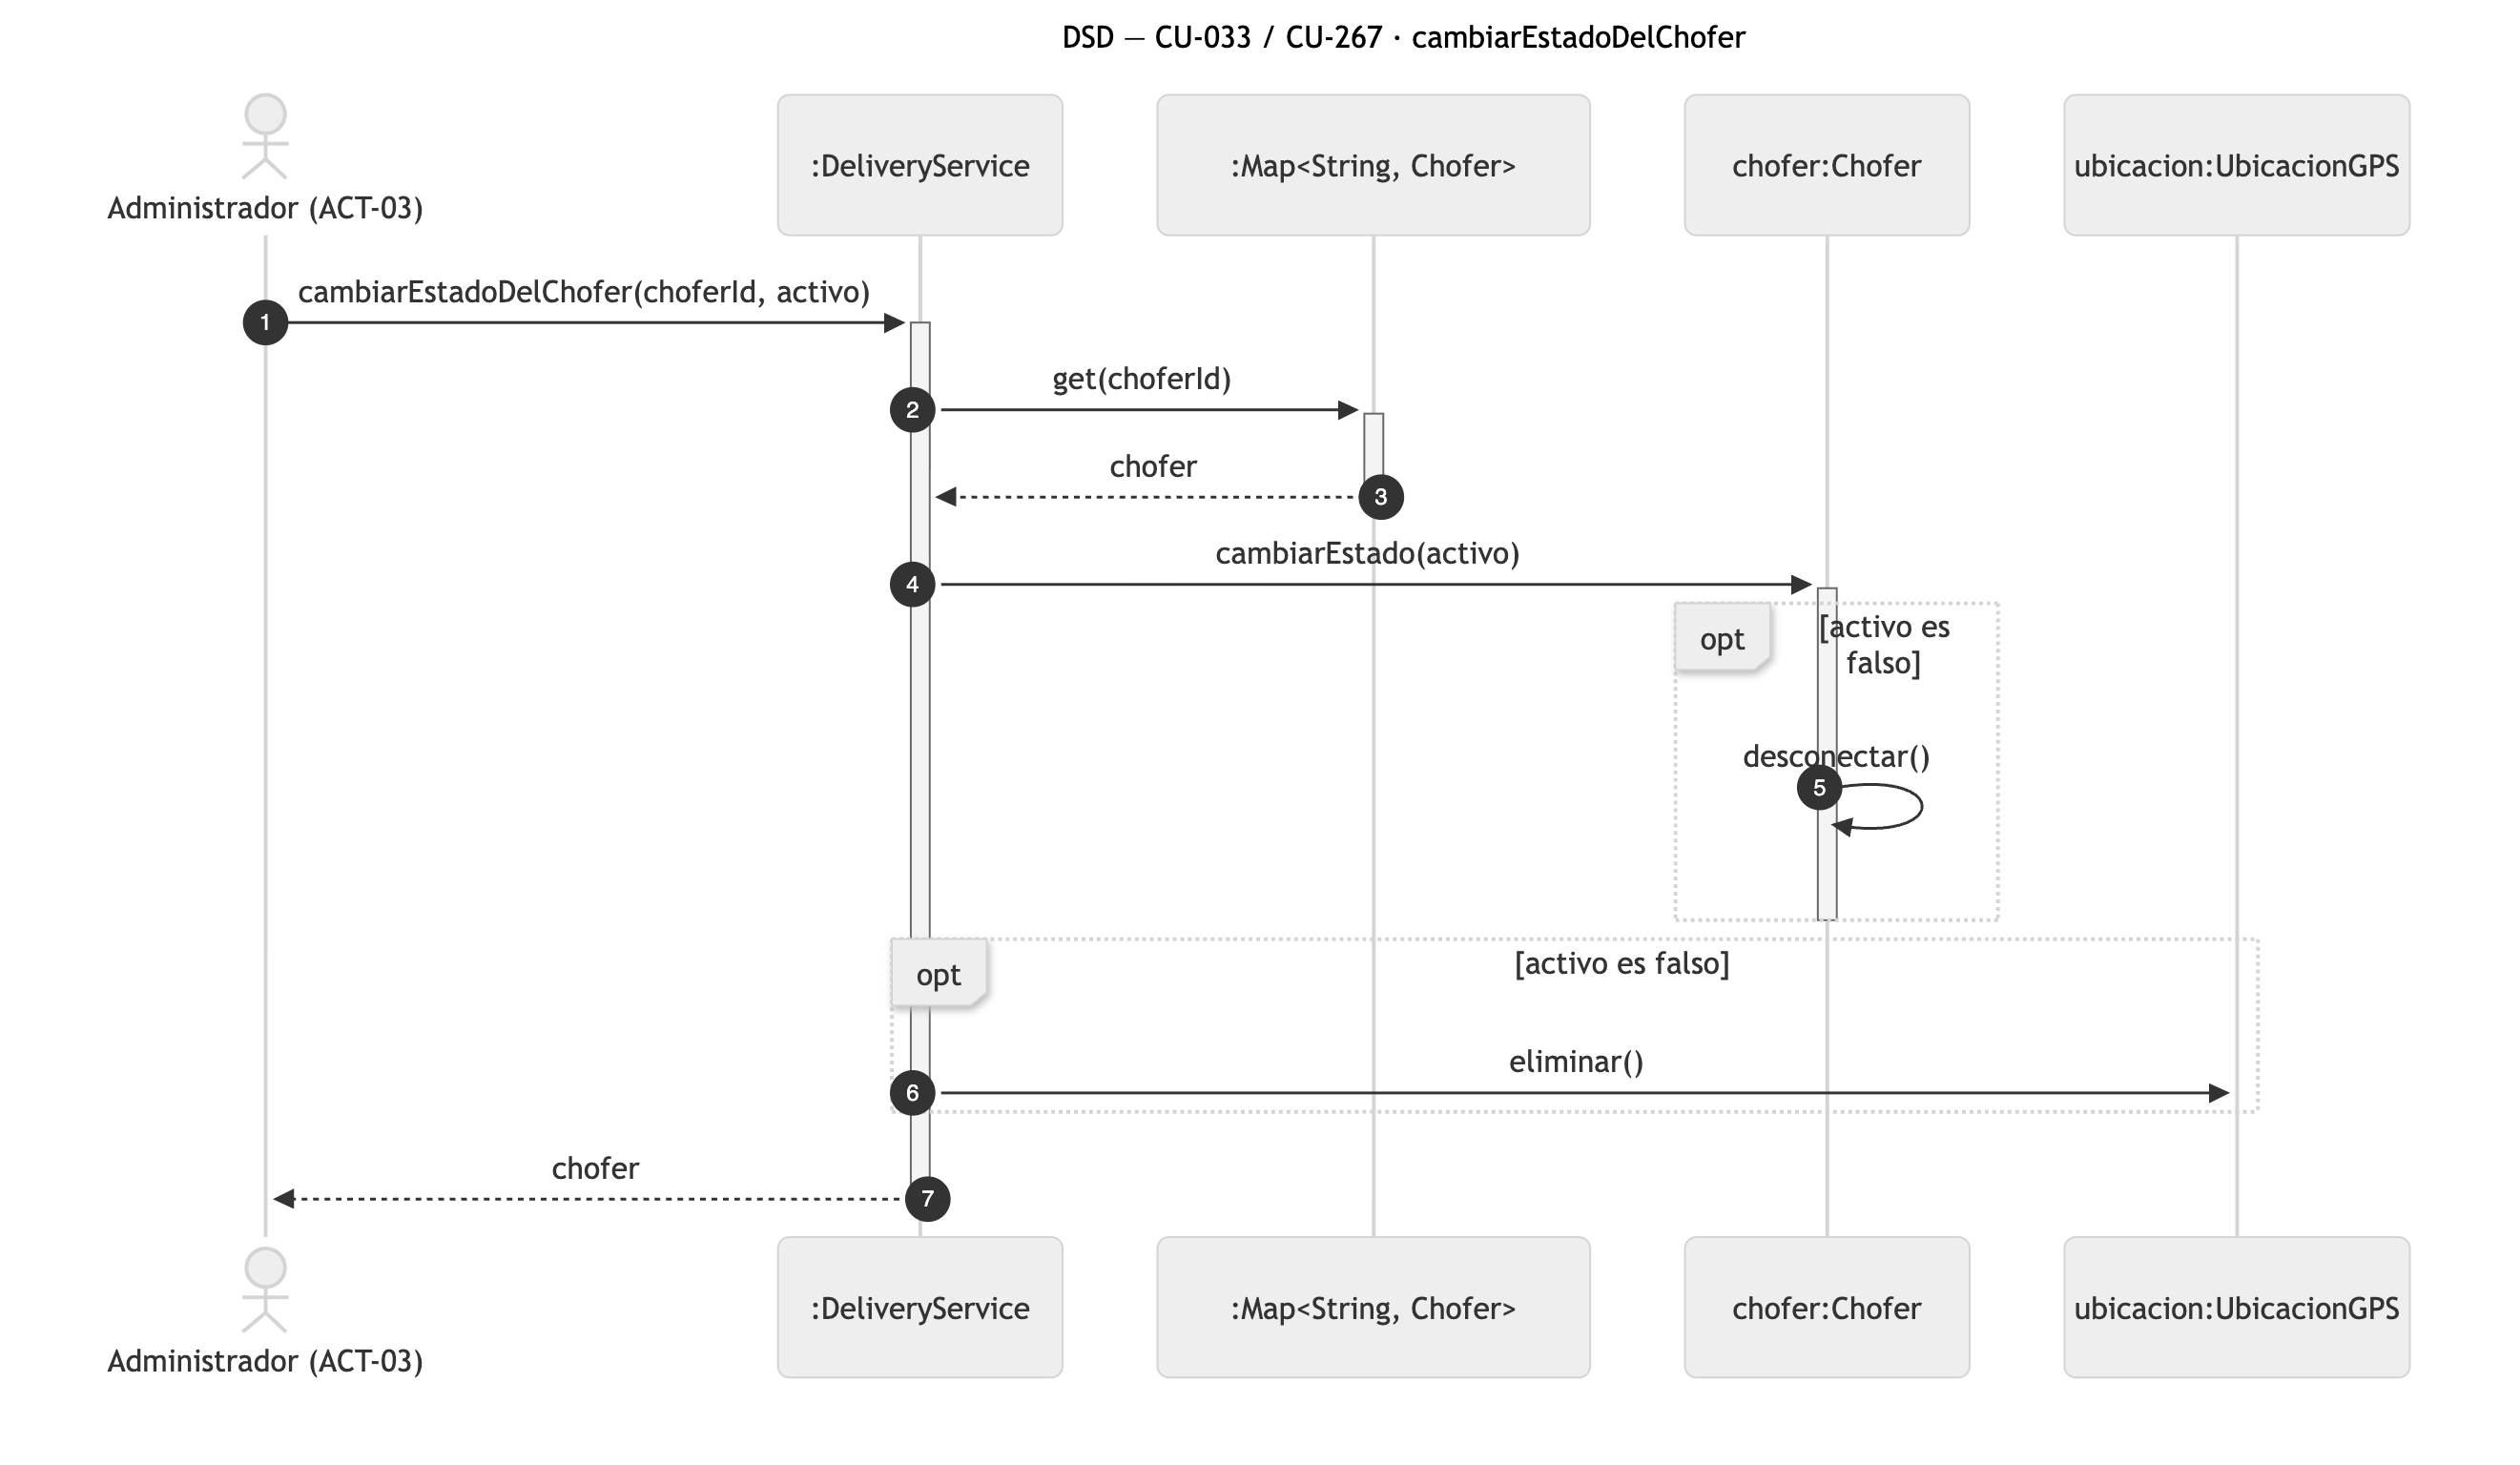 DSD — CU-033 / CU-267 · cambiarEstadoDelChofer
Administrador (ACT-03)
:DeliveryService
:Map<String, Chofer>
chofer:Chofer
ubicacion:UbicacionGPS
cambiarEstadoDelChofer(choferId, activo)
1
get(choferId)
2
chofer
3
cambiarEstado(activo)
4
opt
[activo es
falso]
desconectar()
5
opt
[activo es falso]
eliminar()
6
chofer
7
Administrador (ACT-03)
:DeliveryService
:Map<String, Chofer>
chofer:Chofer
ubicacion:UbicacionGPS